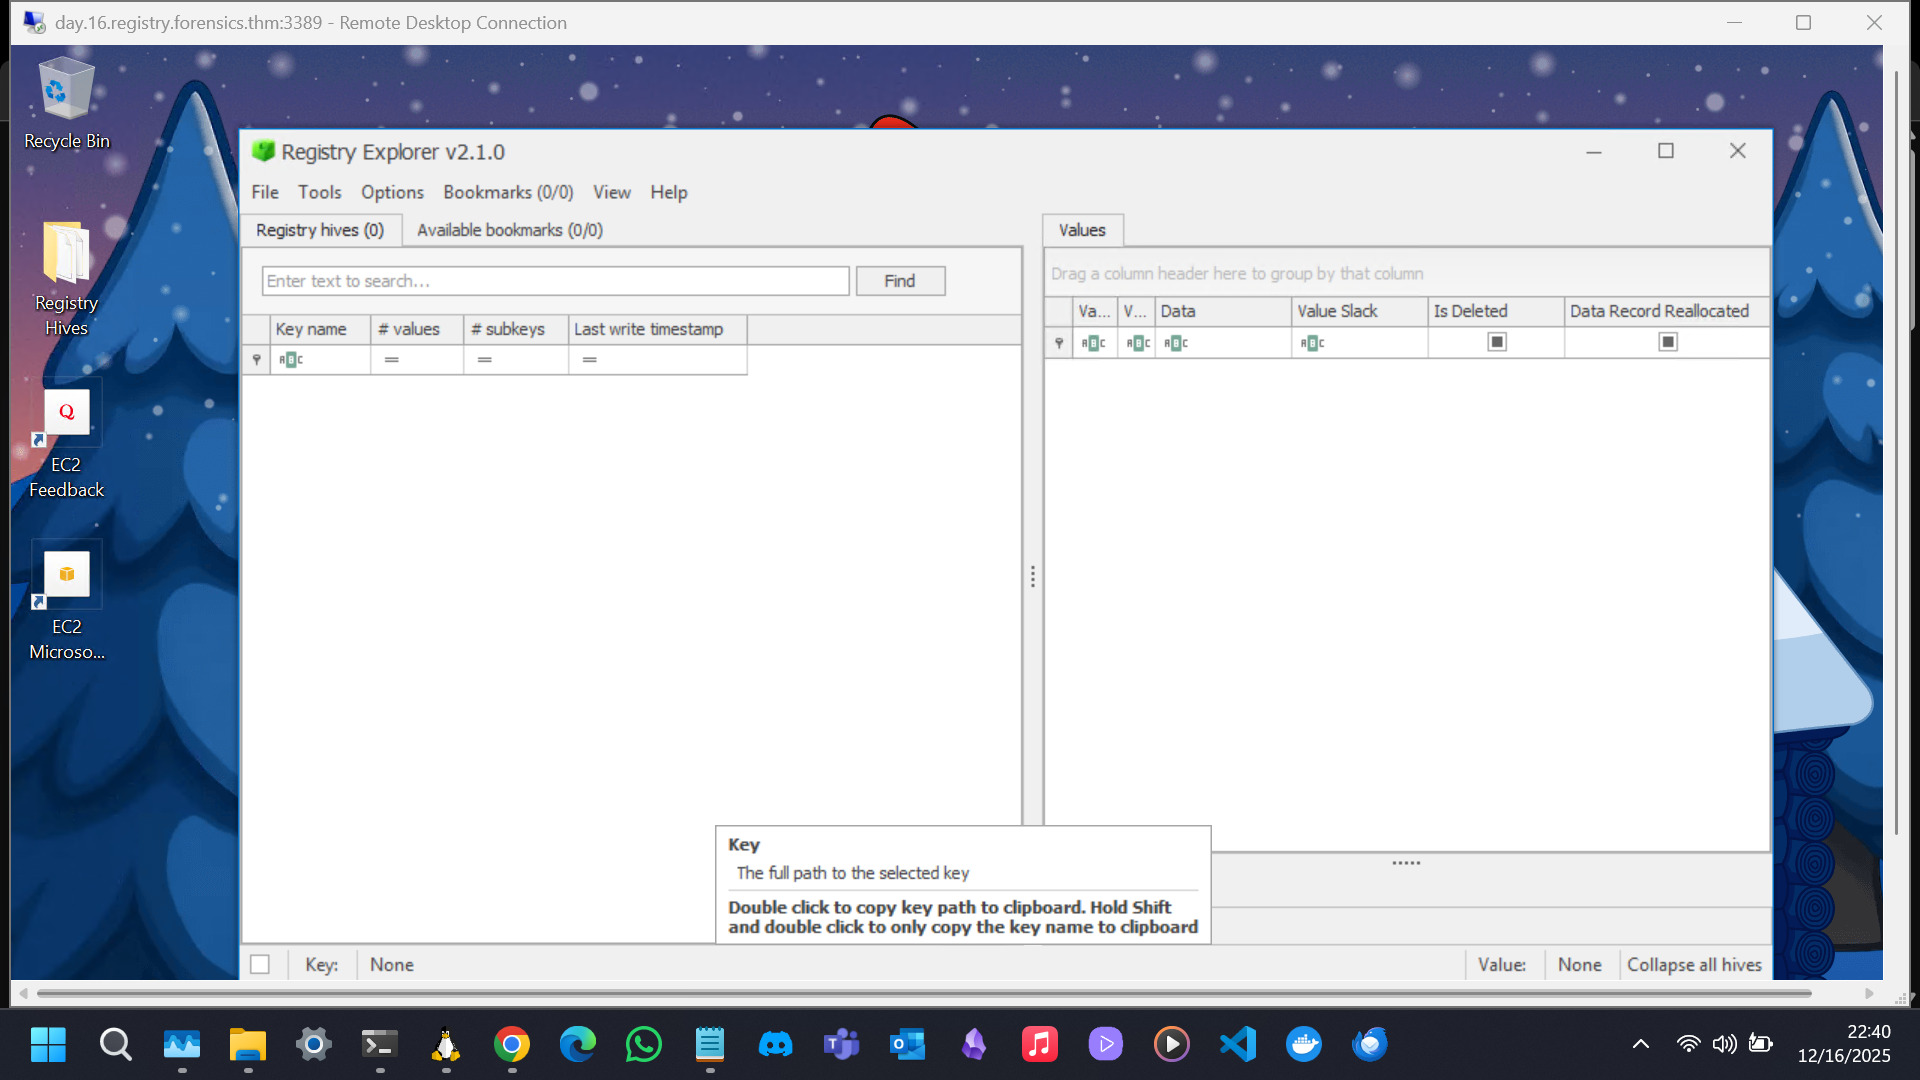 day.16.registry.forensics.thm:3389 - Remote Desktop Connection
Recycle Bin
Registry
Hives
EC2
Feedback
EC2
Microso...
Registry Explorer v2.1.0
File Tools Options Bookmarks (0/0) View Help
Registry hives (0) Available bookmarks (0/0)
Enter text to search... Find
Key name # values # subkeys Last write timestamp
ABC = = =
Values
Drag a column header here to group by that column
Va... V... Data Value Slack Is Deleted Data Record Reallocated
ABC ABC ABC ABC
Key
The full path to the selected key
Double click to copy key path to clipboard. Hold Shift
and double click to only copy the key name to clipboard
Key: None Value: None Collapse all hives
22:40
12/16/2025